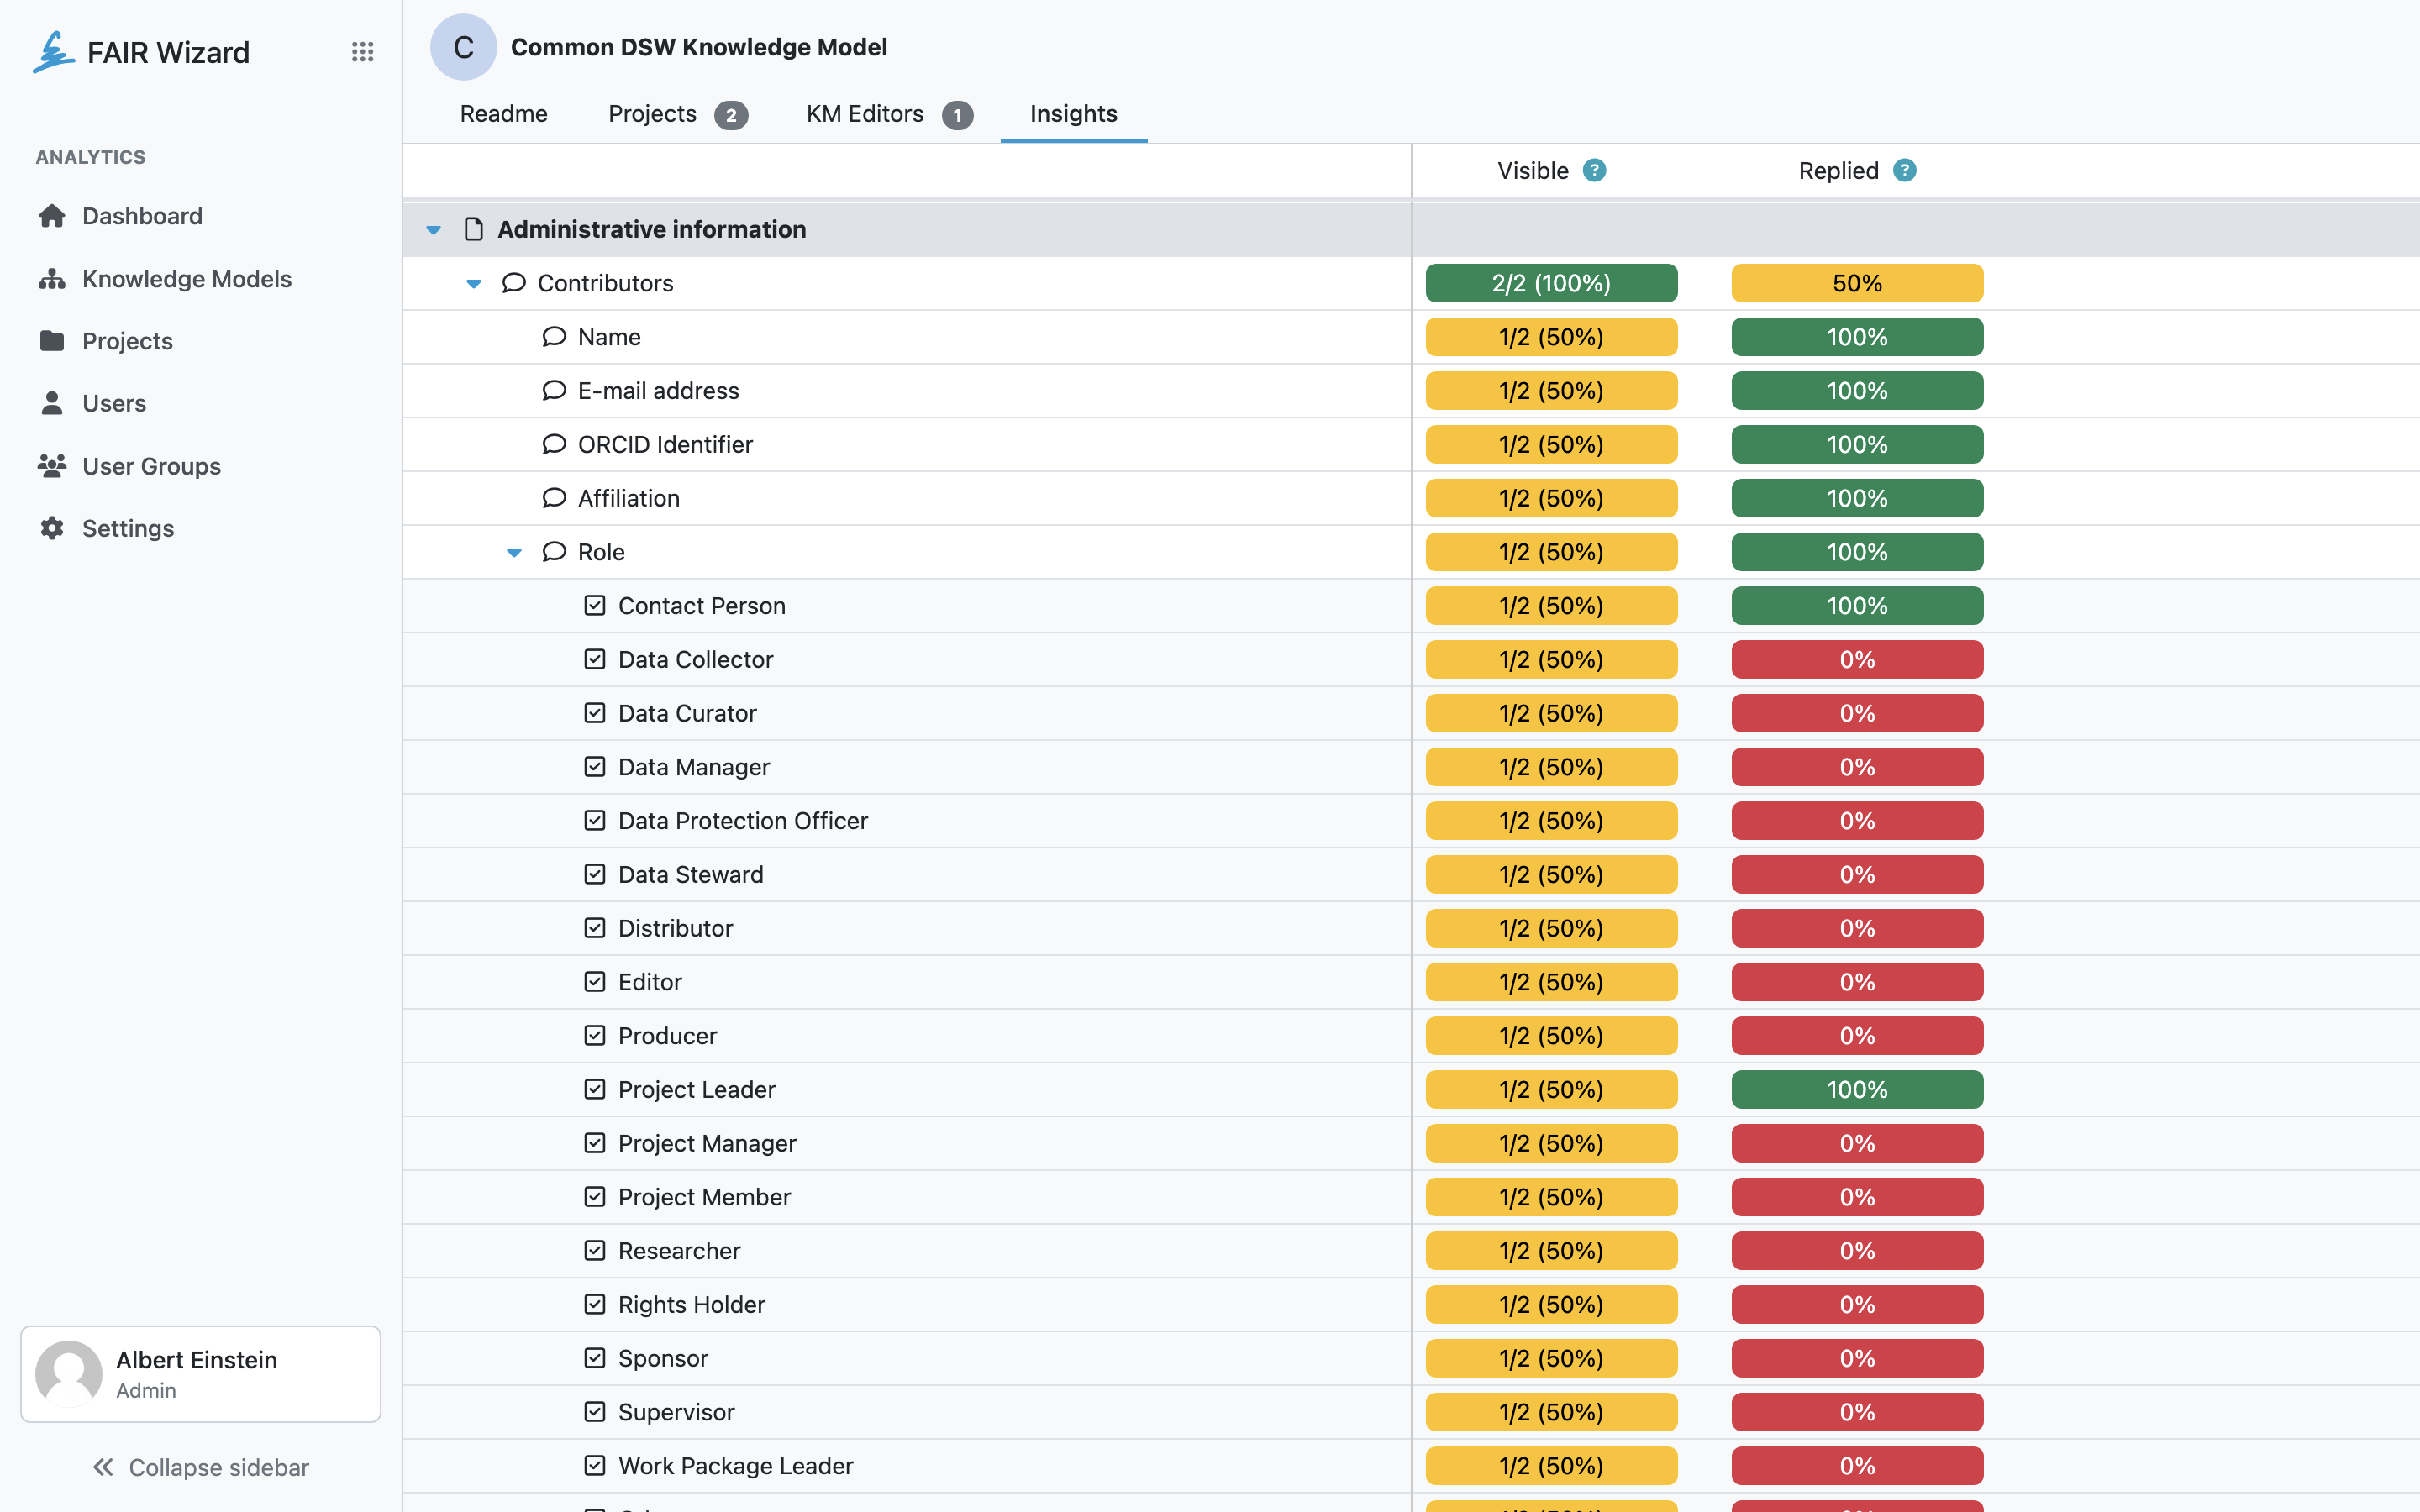 FAIR Wizard
ANALYTICS
Dashboard
Knowledge Models
Projects
Users
User Groups
Settings
Albert Einstein
Admin
Collapse sidebar
C Common DSW Knowledge Model
Readme Projects 2 KM Editors 1 Insights
Visible ? Replied ?
Administrative information
Contributors 2/2 (100%) 50%
Name 1/2 (50%) 100%
E-mail address 1/2 (50%) 100%
ORCID Identifier 1/2 (50%) 100%
Affiliation 1/2 (50%) 100%
Role 1/2 (50%) 100%
Contact Person 1/2 (50%) 100%
Data Collector 1/2 (50%) 0%
Data Curator 1/2 (50%) 0%
Data Manager 1/2 (50%) 0%
Data Protection Officer 1/2 (50%) 0%
Data Steward 1/2 (50%) 0%
Distributor 1/2 (50%) 0%
Editor 1/2 (50%) 0%
Producer 1/2 (50%) 0%
Project Leader 1/2 (50%) 100%
Project Manager 1/2 (50%) 0%
Project Member 1/2 (50%) 0%
Researcher 1/2 (50%) 0%
Rights Holder 1/2 (50%) 0%
Sponsor 1/2 (50%) 0%
Supervisor 1/2 (50%) 0%
Work Package Leader 1/2 (50%) 0%